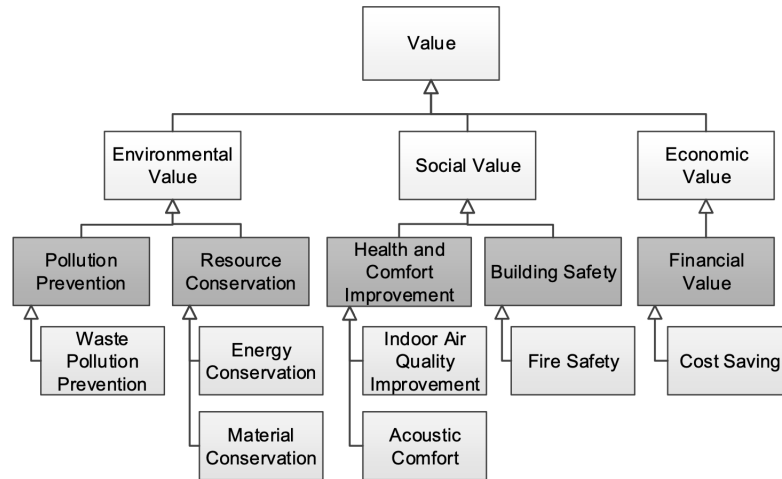 Value
Environmental
Value
Social Value
Economic
Value
Pollution
Prevention
Resource
Conservation
Health and
Comfort
Improvement
Building Safety
Financial
Value
Waste
Pollution
Prevention
Energy
Conservation
Indoor Air
Quality
Improvement
Fire Safety
Cost Saving
Material
Conservation
Acoustic
Comfort